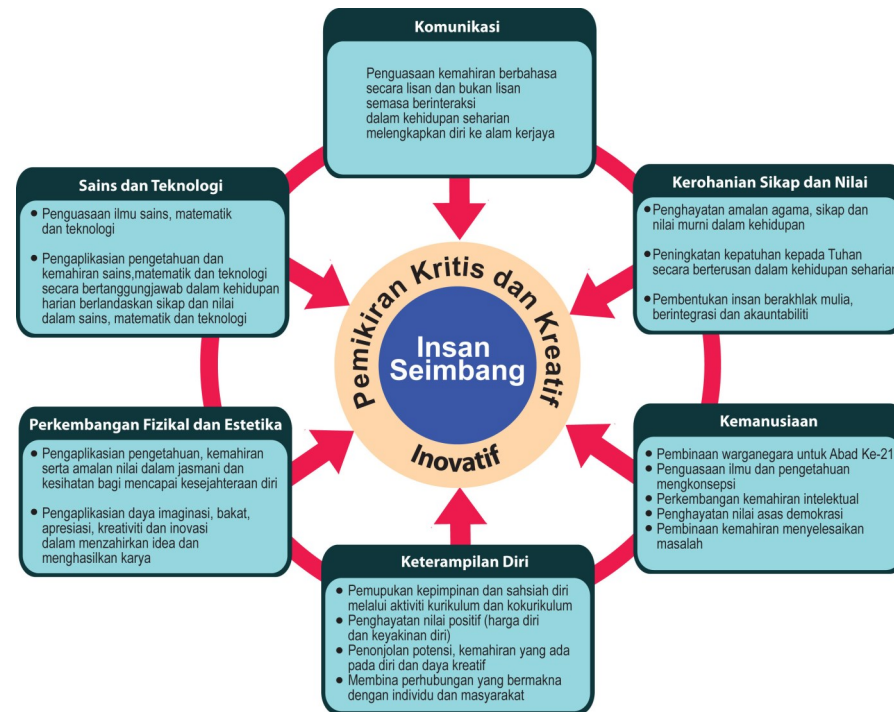 Komunikasi
Penguasaan kemahiran berbahasa
secara lisan dan bukan lisan
semasa berinteraksi
dalam kehidupan seharian
melengkapkan diri ke alam kerjaya
Sains dan Teknologi
• Penguasaan ilmu sains, matematik
dan teknologi
• Pengaplikasian pengetahuan dan
kemahiran sains,matematik dan teknologi
secara bertanggungjawab dalam kehidupan
harian berlandaskan sikap dan nilai
dalam sains, matematik dan teknologi
Kerohanian Sikap dan Nilai
• Penghayatan amalan agama, sikap dan
nilai murni dalam kehidupan
• Peningkatan kepatuhan kepada Tuhan
secara berterusan dalam kehidupan seharian
• Pembentukan insan berakhlak mulia,
berintegrasi dan akauntabiliti
Pemikiran Kritis dan Kreatif
Insan
Seimbang
Inovatif
Perkembangan Fizikal dan Estetika
• Pengaplikasian pengetahuan, kemahiran
serta amalan nilai dalam jasmani dan
kesihatan bagi mencapai kesejahteraan diri
• Pengaplikasian daya imaginasi, bakat,
apresiasi, kreativiti dan inovasi
dalam menzahirkan idea dan
menghasilkan karya
Kemanusiaan
• Pembinaan warganegara untuk Abad Ke-21
• Penguasaan ilmu dan pengetahuan
mengkonsepsi
• Perkembangan kemahiran intelektual
• Penghayatan nilai asas demokrasi
• Pembinaan kemahiran menyelesaikan
masalah
Keterampilan Diri
• Pemupukan kepimpinan dan sahsiah diri
melalui aktiviti kurikulum dan kokurikulum
• Penghayatan nilai positif (harga diri
dan keyakinan diri)
• Penonjolan potensi, kemahiran yang ada
pada diri dan daya kreatif
• Membina perhubungan yang bermakna
dengan individu dan masyarakat